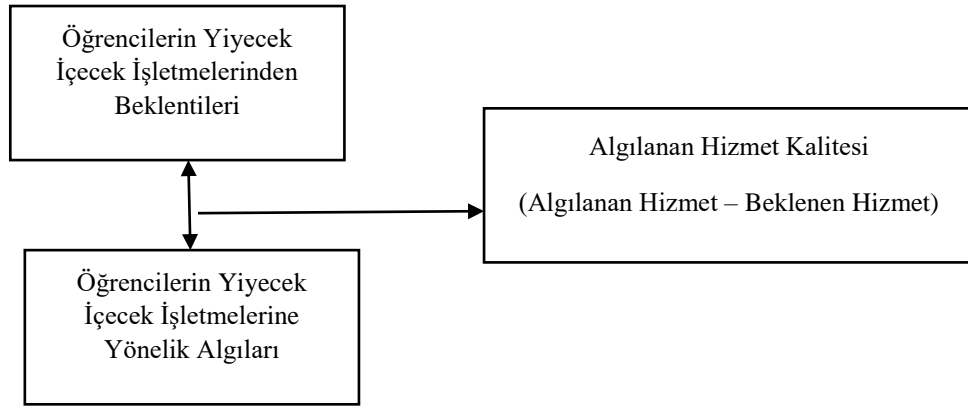 Öğrencilerin Yiyecek
İçecek İşletmelerinden
Beklentileri
Algılanan Hizmet Kalitesi
(Algılanan Hizmet – Beklenen Hizmet)
Öğrencilerin Yiyecek
İçecek İşletmelerine
Yönelik Algıları